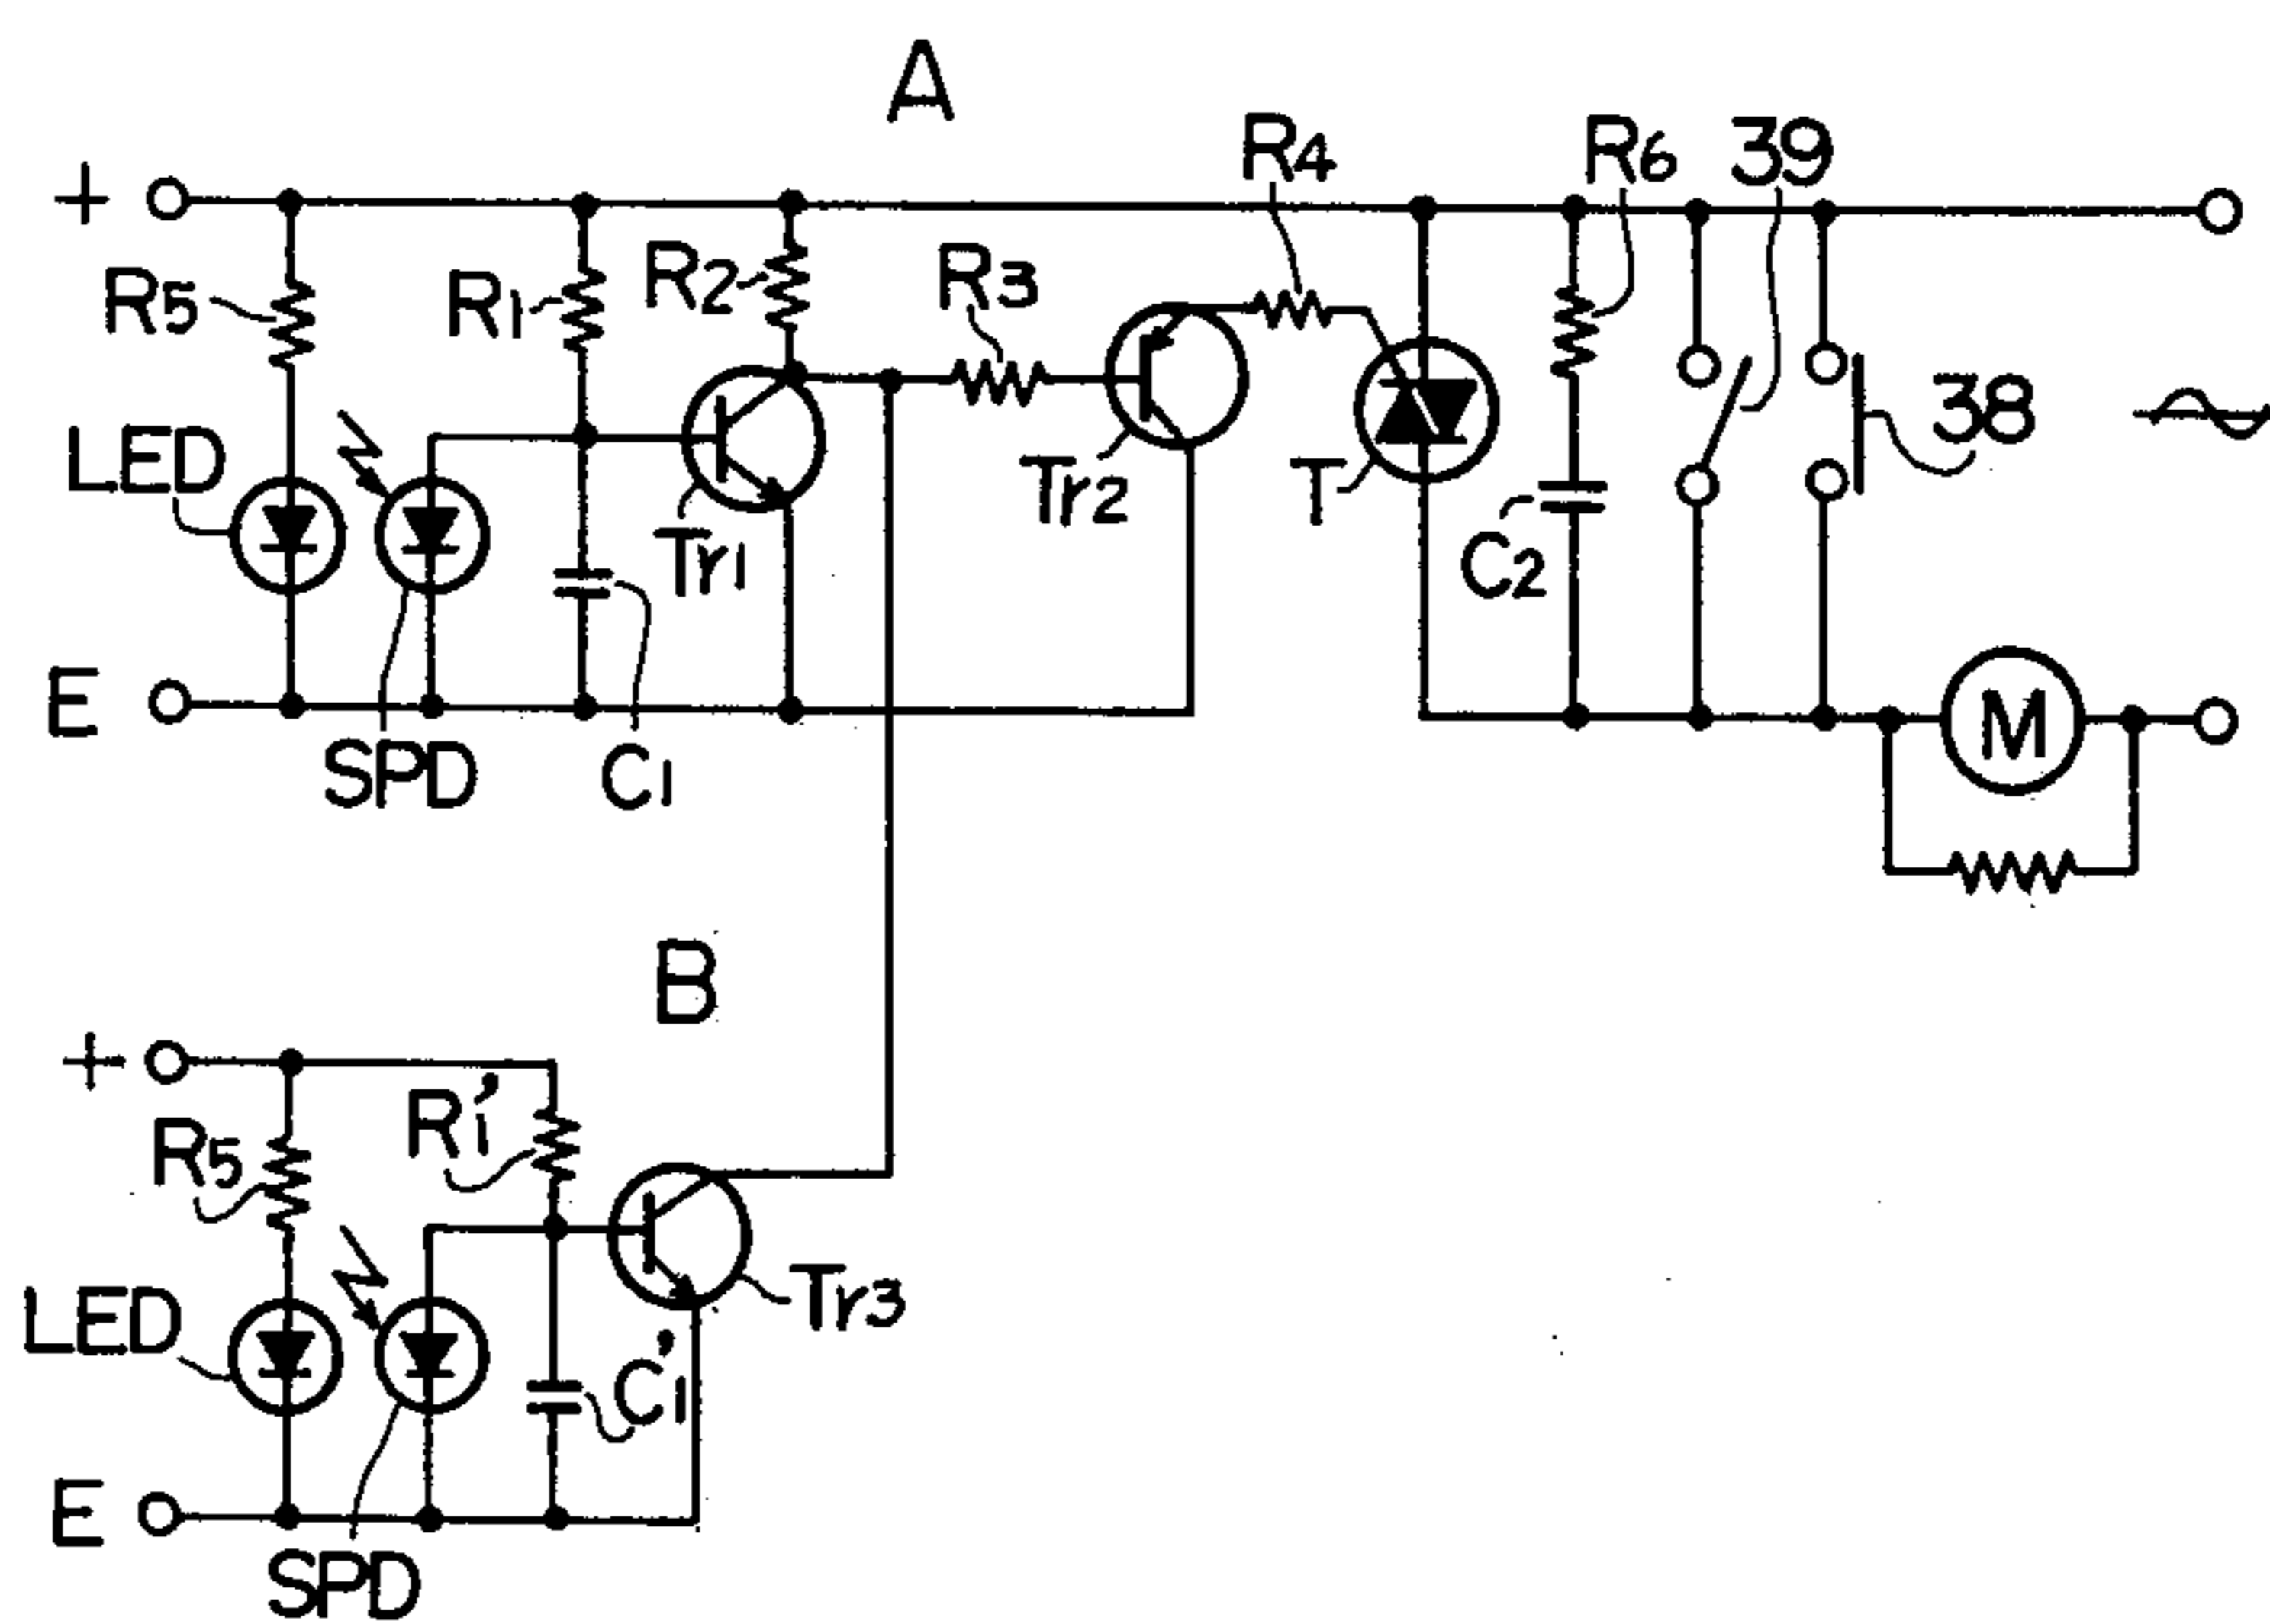 A
R4
R6
39
+
R5
R1
R2
R3
38
LED
Tr1
Tr2
T
C2
E
M
SPD
C1
B
+
R1'
R5
LED
Tr3
C1'
E
SPD